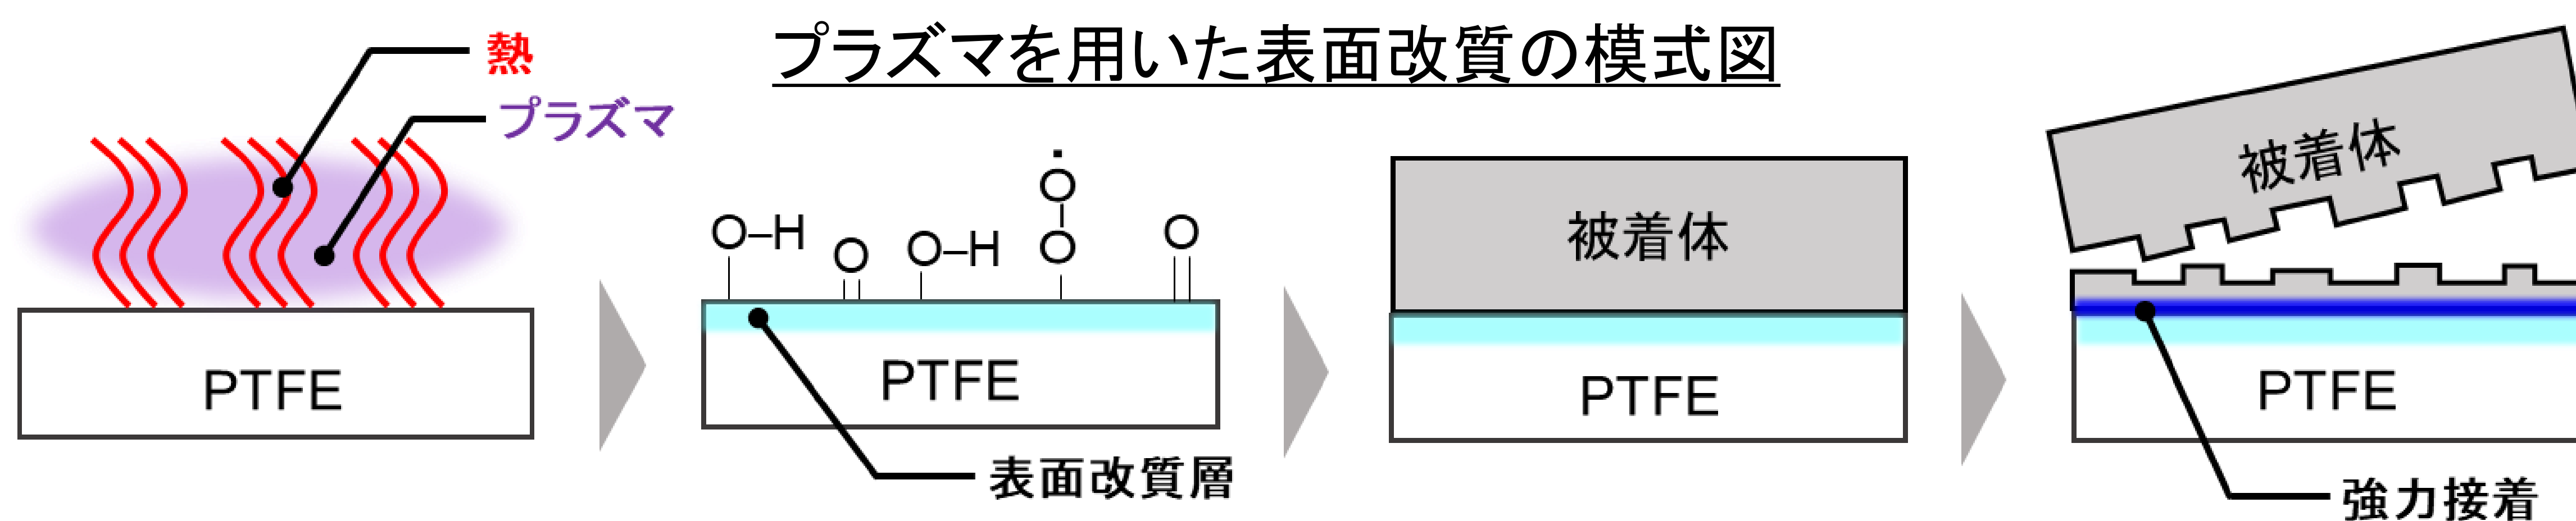 プラズマを用いた表面改質の模式図
熱
プラズマ
PTFE
O–H
O
O–H
O
O
O
PTFE
表面改質層
被着体
PTFE
被着体
PTFE
強力接着